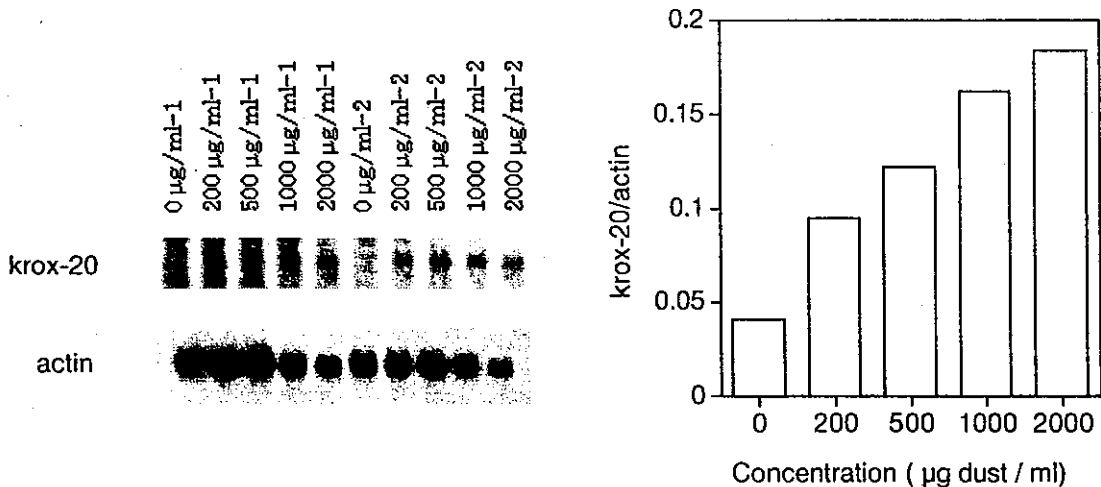 0 µg/ml-1
200 µg/ml-1
500 µg/ml-1
1000 µg/ml-1
2000 µg/ml-1
0 µg/ml-2
200 µg/ml-2
500 µg/ml-2
1000 µg/ml-2
2000 µg/ml-2
krox-20
actin
krox-20/actin
0.2
0.15
0.1
0.05
0
0 200 500 1000 2000
Concentration ( µg dust / ml)